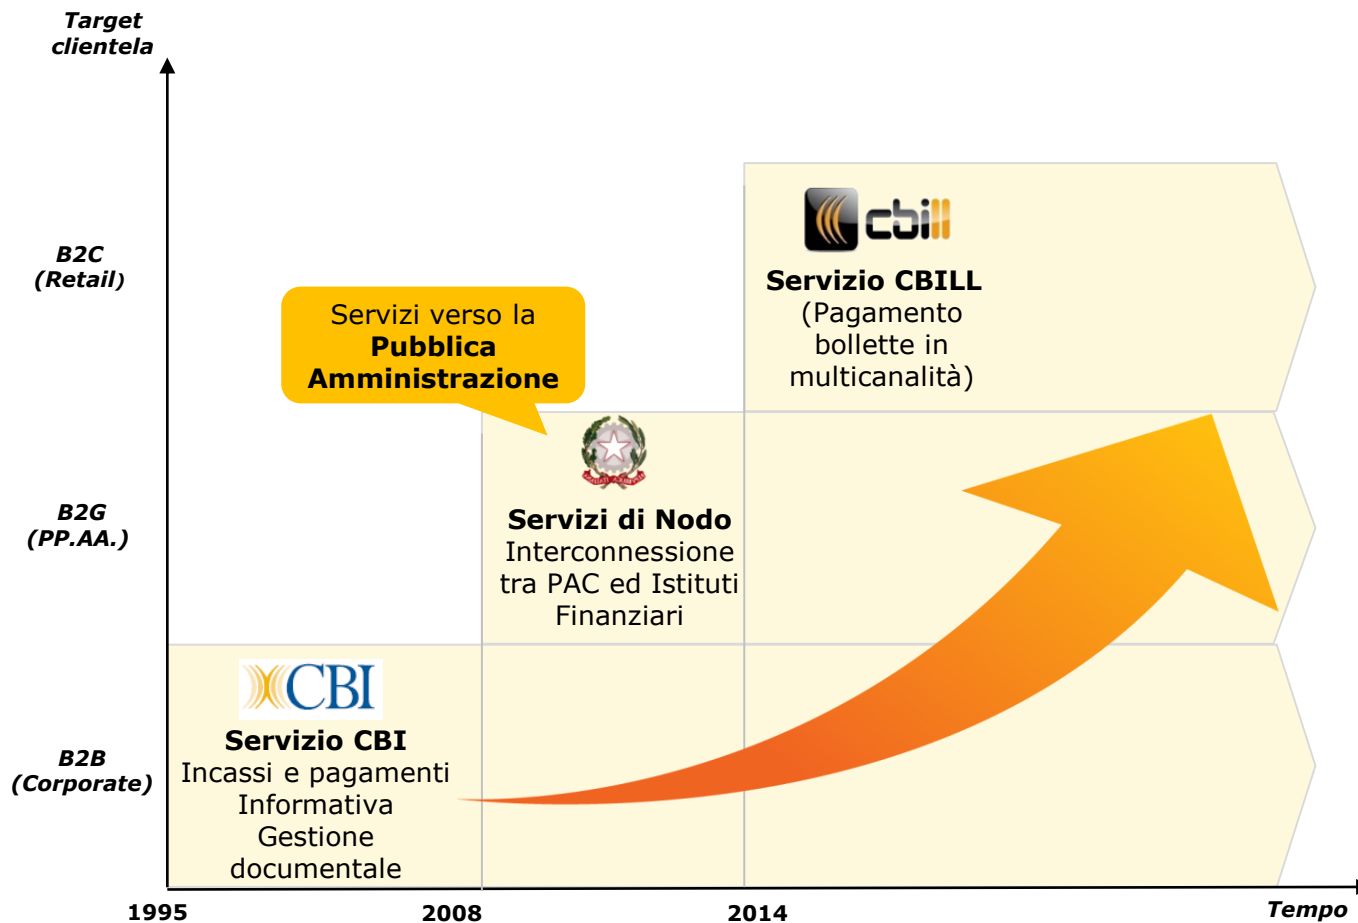 Target
clientela
cbill
B2C
(Retail)
Servizio CBILL
(Pagamento
bollette in
multicanalità)
Servizi verso la
Pubblica
Amministrazione
B2G
(PP.AA.)
Servizi di Nodo
Interconnessione
tra PAC ed Istituti
Finanziari
CBI
B2B
(Corporate)
Servizio CBI
Incassi e pagamenti
Informativa
Gestione
documentale
1995
2008
2014
Tempo